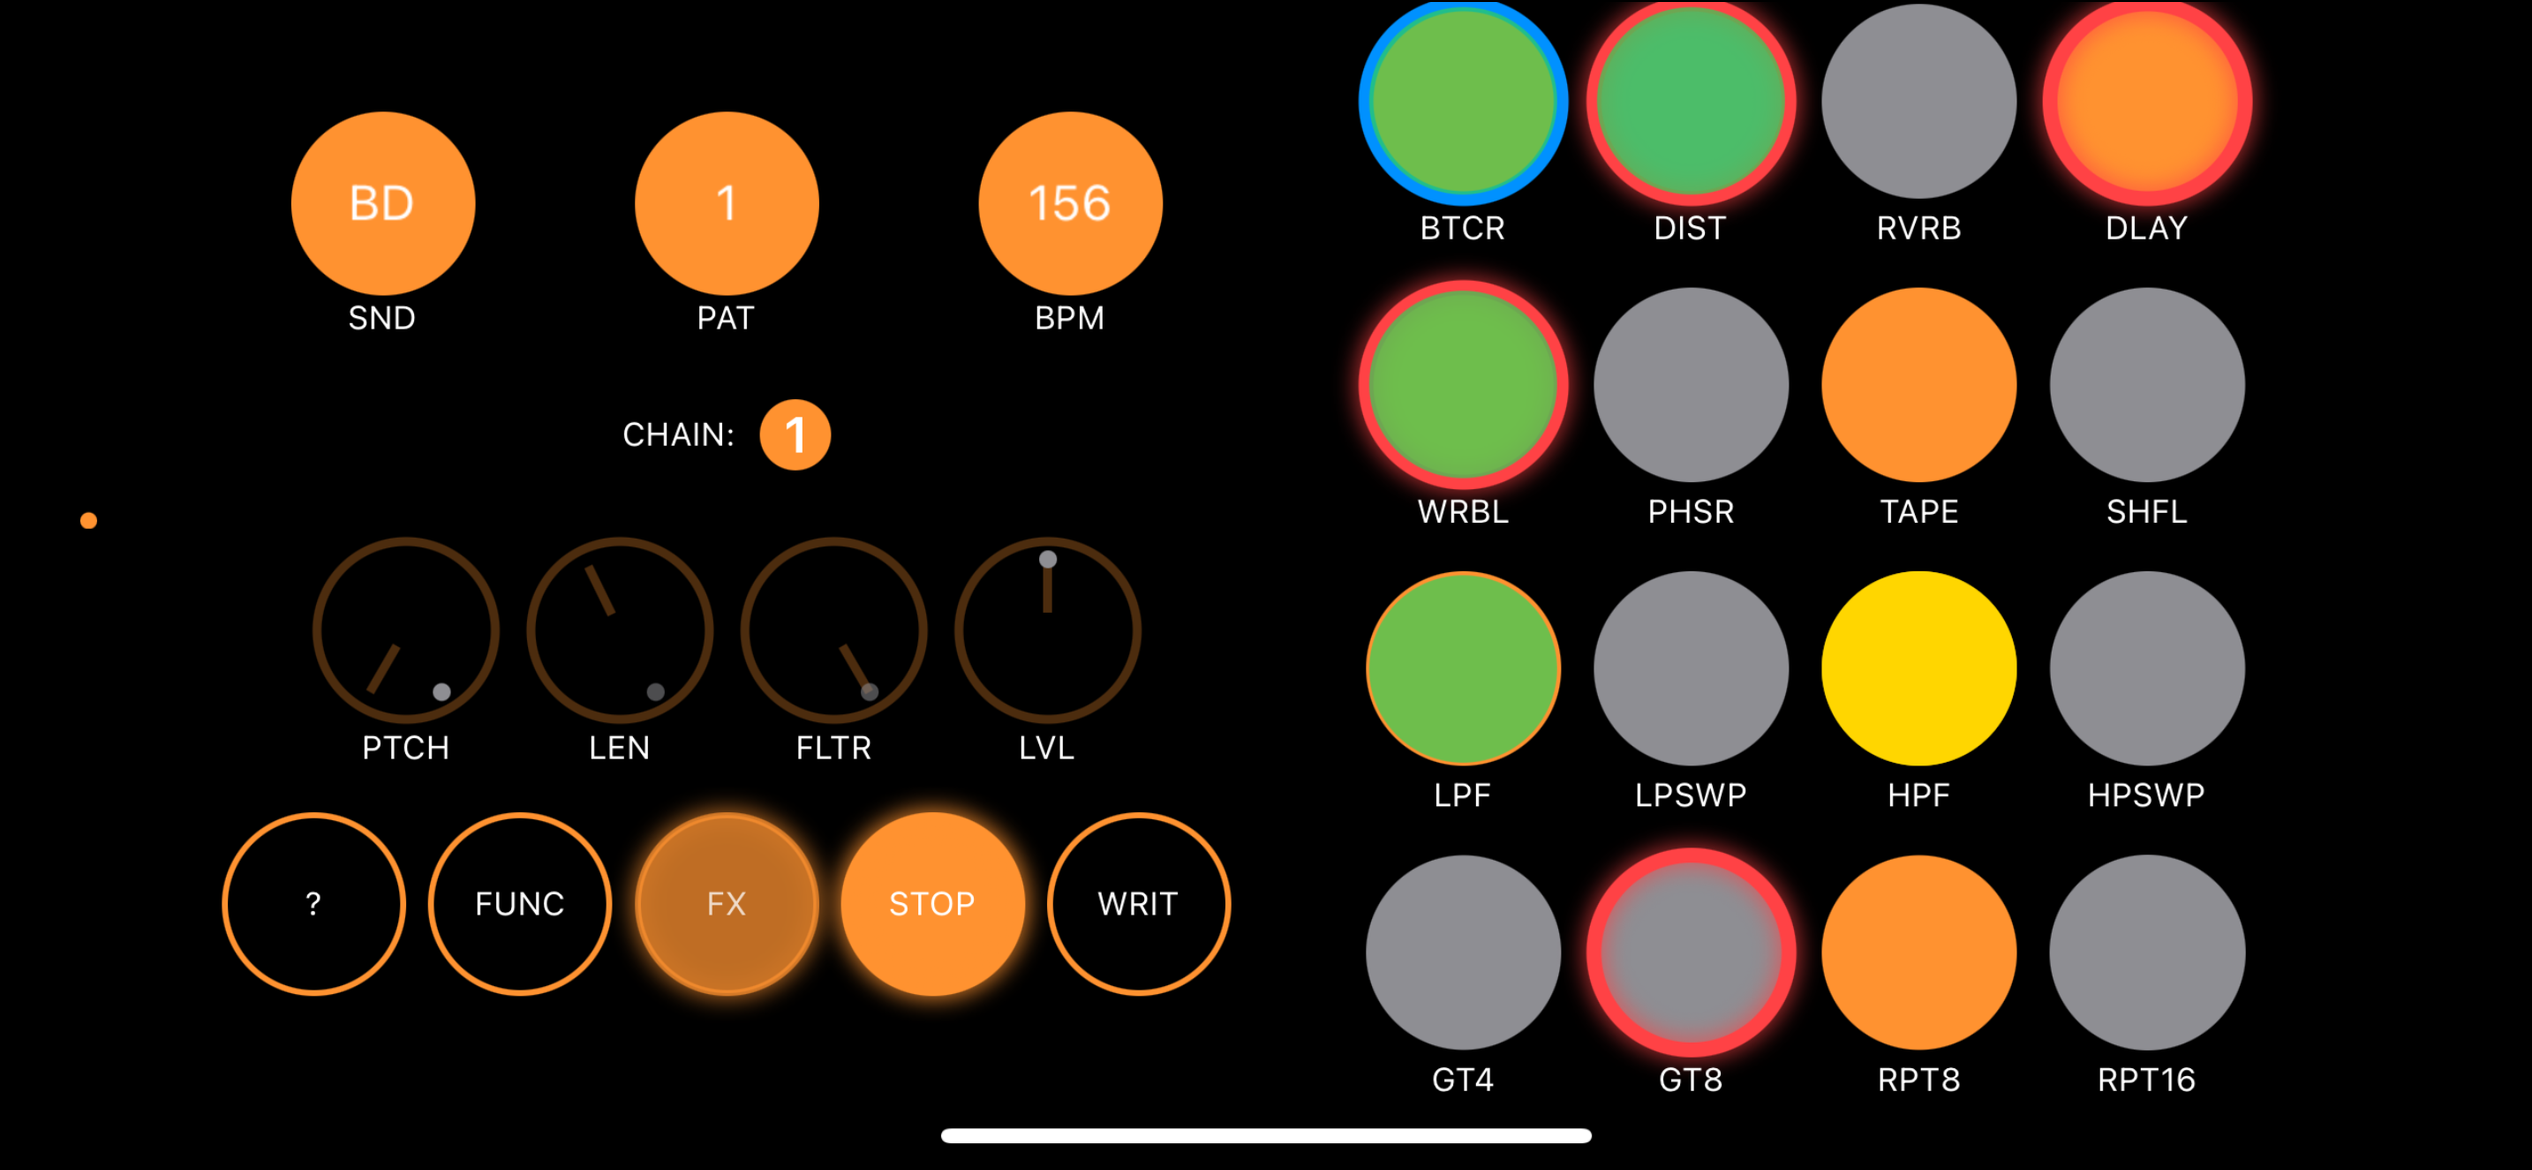 BD 1 156
SND PAT BPM
CHAIN: 1
PTCH LEN FLTR LVL
? FUNC FX STOP WRIT
BTCR DIST RVRB DLAY
WRBL PHSR TAPE SHFL
LPF LPSWP HPF HPSWP
GT4 GT8 RPT8 RPT16